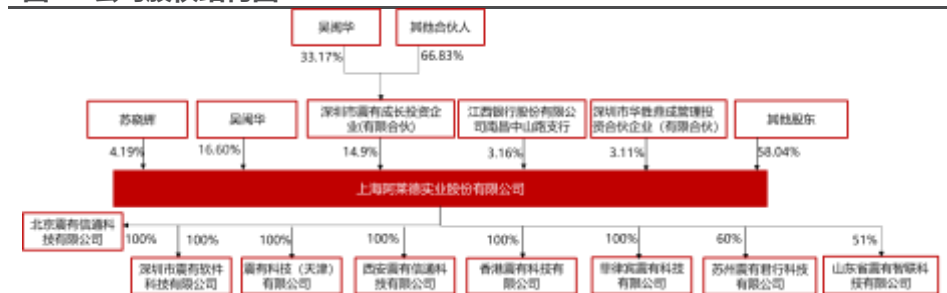 吴闽华
其他合伙人
33.17%
66.83%
苏晓辉
吴闽华
深圳市震有成长投资企
业(有限合伙)
江西银行股份有限公
司南昌中山路支行
深圳市华胜鼎成管理投
资合伙企业（有限合伙）
其他股东
4.19%
16.60%
14.9%
3.16%
3.11%
58.04%
上海阿莱德实业股份有限公司
北京震有信通科
技有限公司
100%
100%
100%
100%
100%
100%
60%
51%
深圳市震有软件
科技有限公司
震有科技（天津）
有限公司
西安震有信通科
技有限公司
香港震有科技有
限公司
菲律宾震有科技
有限公司
苏州震有君行科技
有限公司
山东省震有智联科
技有限公司